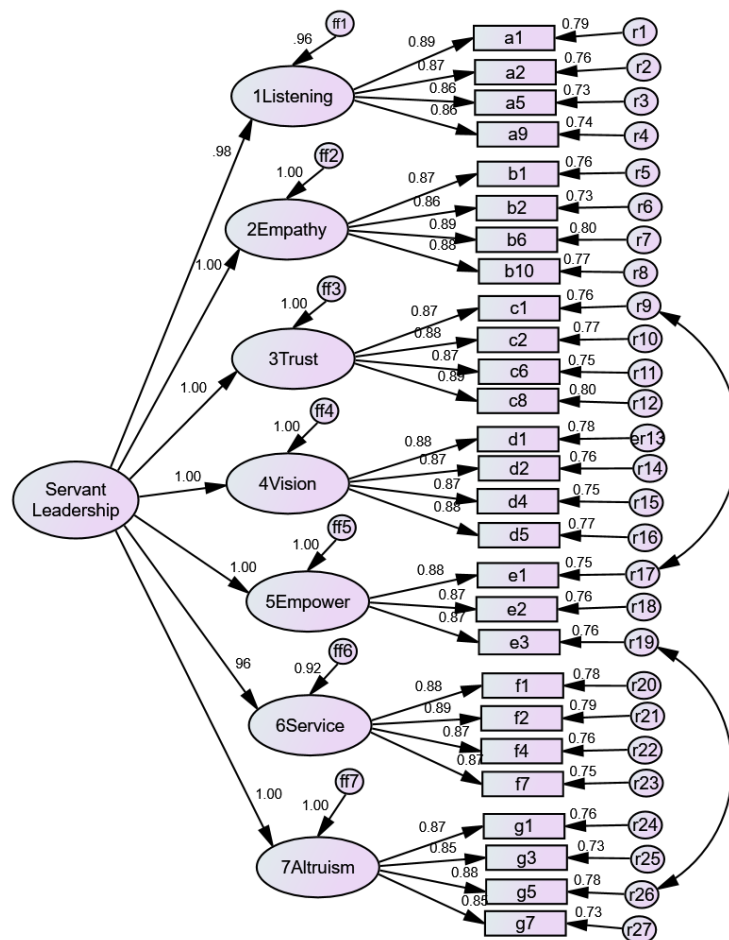 ff1
.96
1Listening
0.89
0.87
0.86
0.86
a1
a2
a5
a9
0.79
0.76
0.73
0.74
r1
r2
r3
r4
.98
ff2
1.00
2Empathy
0.87
0.86
0.89
0.88
b1
b2
b6
b10
0.76
0.73
0.80
0.77
r5
r6
r7
r8
1.00
ff3
1.00
3Trust
0.87
0.88
0.87
0.89
c1
c2
c6
c8
0.76
0.77
0.75
0.80
r9
r10
r11
r12
1.00
ff4
1.00
4Vision
0.88
0.87
0.87
0.88
d1
d2
d4
d5
0.78
0.76
0.75
0.77
er13
r14
r15
r16
Servant
Leadership
1.00
ff5
1.00
5Empower
0.88
0.87
0.87
e1
e2
e3
0.75
0.76
0.76
r17
r18
r19
1.00
ff6
0.92
6Service
0.88
0.89
0.87
0.87
f1
f2
f4
f7
0.78
0.79
0.76
0.75
r20
r21
r22
r23
96
ff7
1.00
7Altruism
0.87
0.85
0.88
0.85
g1
g3
g5
g7
0.76
0.73
0.78
0.73
r24
r25
r26
r27
1.00